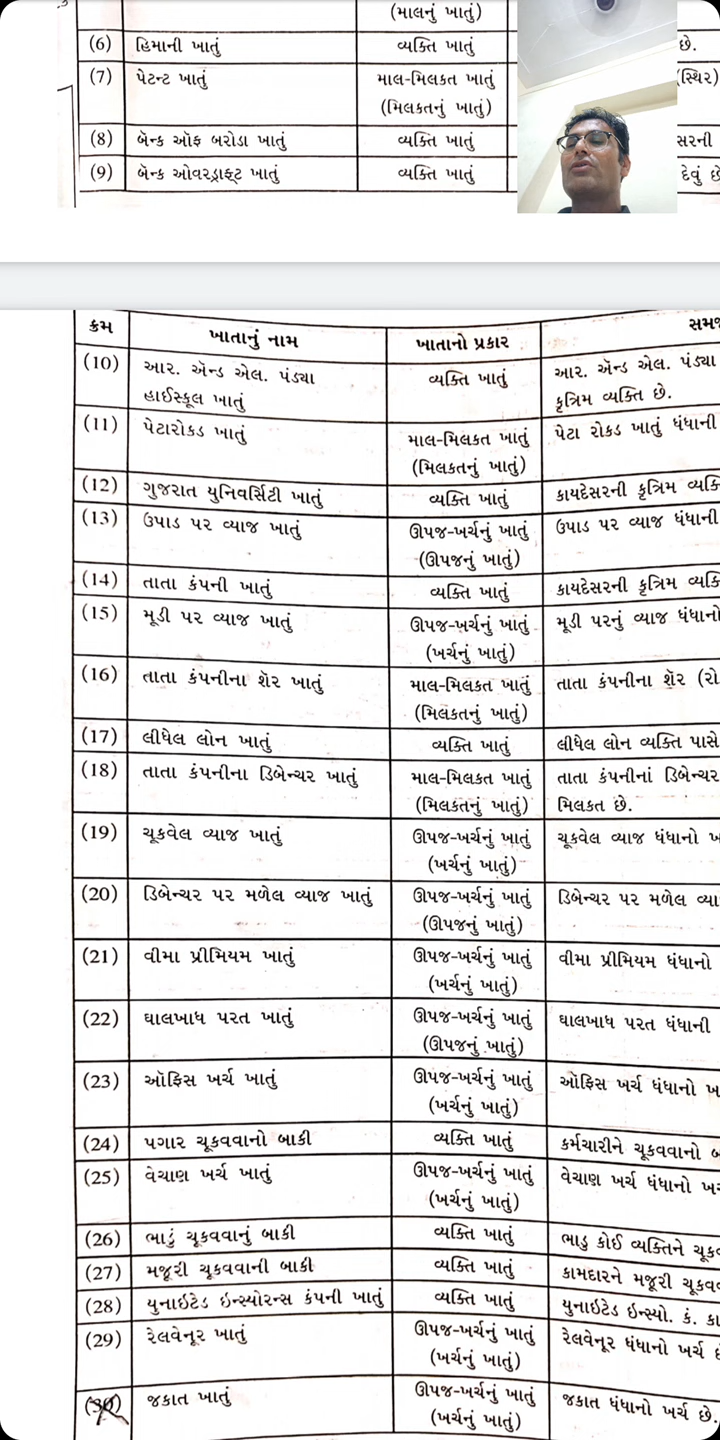 (માલનું ખાતું)
(6) હિમાની ખાતું વ્યક્તિ ખાતું છે.
(7) પેટન્ટ ખાતું માલ-મિલકત ખાતું (સ્થિર)
(મિલકતનું ખાતું)
(8) બૅન્ક ઑફ બરોડા ખાતું વ્યક્તિ ખાતું સરની
(9) બૅન્ક ઓવરડ્રાફ્ટ ખાતું વ્યક્તિ ખાતું દેવું છે
ક્રમ ખાતાનું નામ ખાતાનો પ્રકાર સમજ
(10) આર. ઍન્ડ એલ. પંડ્યા વ્યક્તિ ખાતું આર. ઍન્ડ એલ. પંડ્યા
હાઈસ્કૂલ ખાતું કૃત્રિમ વ્યક્તિ છે.
(11) પેટારોકડ ખાતું માલ-મિલકત ખાતું પેટા રોકડ ખાતું ધંધાની
(મિલકતનું ખાતું)
(12) ગુજરાત યુનિવર્સિટી ખાતું વ્યક્તિ ખાતું કાયદેસરની કૃત્રિમ વ્યક્તિ
(13) ઉપાડ પર વ્યાજ ખાતું ઊપજ-ખર્ચનું ખાતું ઉપાડ પર વ્યાજ ધંધાની
(ઊપજનું ખાતું)
(14) તાતા કંપની ખાતું વ્યક્તિ ખાતું કાયદેસરની કૃત્રિમ વ્યક્તિ
(15) મૂડી પર વ્યાજ ખાતું ઊપજ-ખર્ચનું ખાતું મૂડી પરનું વ્યાજ ધંધાનો
(ખર્ચનું ખાતું)
(16) તાતા કંપનીના શૅર ખાતું માલ-મિલકત ખાતું તાતા કંપનીના શૅર (રો
(મિલકતનું ખાતું)
(17) લીધેલ લોન ખાતું વ્યક્તિ ખાતું લીધેલ લોન વ્યક્તિ પાસે
(18) તાતા કંપનીના ડિબેન્ચર ખાતું માલ-મિલકત ખાતું તાતા કંપનીનાં ડિબેન્ચર
(મિલકતનું ખાતું) મિલકત છે.
(19) ચૂકવેલ વ્યાજ ખાતું ઊપજ-ખર્ચનું ખાતું ચૂકવેલ વ્યાજ ધંધાનો ખ
(ખર્ચનું ખાતું)
(20) ડિબેન્ચર પર મળેલ વ્યાજ ખાતું ઊપજ-ખર્ચનું ખાતું ડિબેન્ચર પર મળેલ વ્યા
(ઊપજનું ખાતું)
(21) વીમા પ્રીમિયમ ખાતું ઊપજ-ખર્ચનું ખાતું વીમા પ્રીમિયમ ધંધાનો
(ખર્ચનું ખાતું)
(22) ઘાલખાધ પરત ખાતું ઊપજ-ખર્ચનું ખાતું ઘાલખાધ પરત ધંધાની
(ઊપજનું ખાતું)
(23) ઑફિસ ખર્ચ ખાતું ઊપજ-ખર્ચનું ખાતું ઑફિસ ખર્ચ ધંધાનો ખ
(ખર્ચનું ખાતું)
(24) પગાર ચૂકવવાનો બાકી વ્યક્તિ ખાતું કર્મચારીને ચૂકવવાનો બ
(25) વેચાણ ખર્ચ ખાતું ઊપજ-ખર્ચનું ખાતું વેચાણ ખર્ચ ધંધાનો ખ
(ખર્ચનું ખાતું)
(26) ભાડું ચૂકવવાનું બાકી વ્યક્તિ ખાતું ભાડુ કોઈ વ્યક્તિને ચૂક
(27) મજૂરી ચૂકવવાની બાકી વ્યક્તિ ખાતું કામદારને મજૂરી ચૂકવ
(28) યુનાઇટેડ ઇન્સ્યોરન્સ કંપની ખાતું વ્યક્તિ ખાતું યુનાઇટેડ ઇન્સ્યો. કં. કા
(29) રેલવેનૂર ખાતું ઊપજ-ખર્ચનું ખાતું રેલવેનૂર ધંધાનો ખર્ચ છે
(ખર્ચનું ખાતું)
(30) જકાત ખાતું ઊપજ-ખર્ચનું ખાતું જકાત ધંધાનો ખર્ચ છે.
(ખર્ચનું ખાતું)